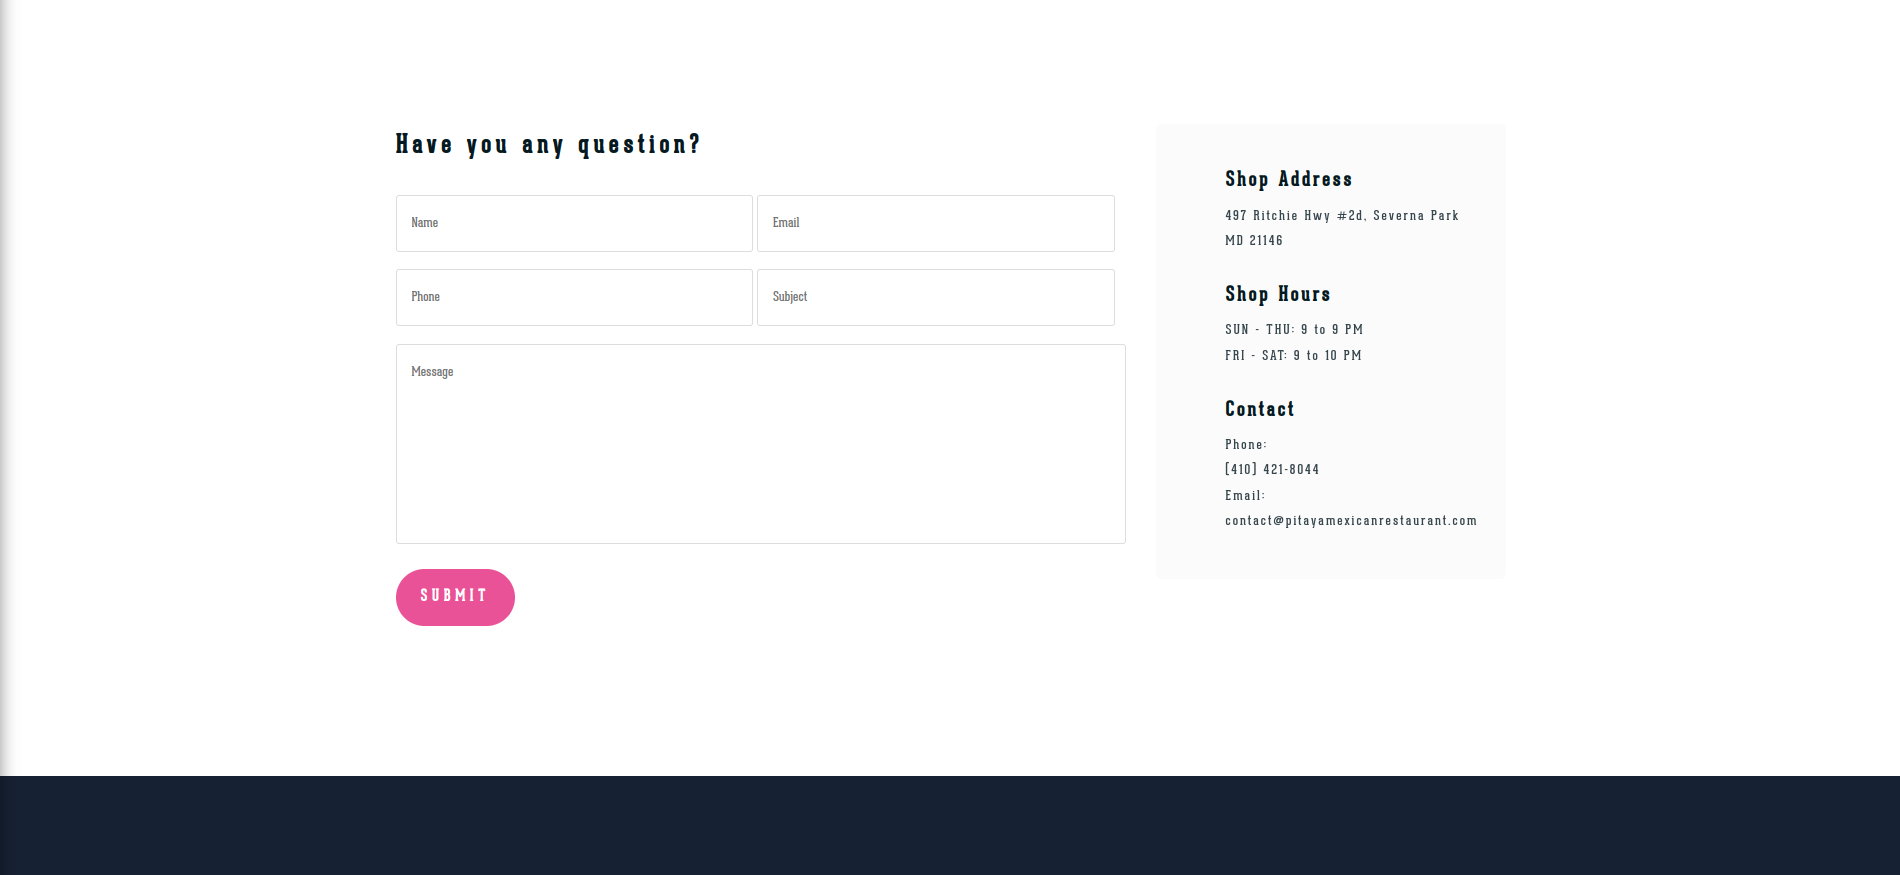 Have you any question?
Name
Email
Phone
Subject
Message
SUBMIT
Shop Address
497 Ritchie Hwy #2d, Severna Park
MD 21146
Shop Hours
SUN - THU: 9 to 9 PM
FRI - SAT: 9 to 10 PM
Contact
Phone:
(410) 421-8044
Email:
contact@pitayamexicanrestaurant.com